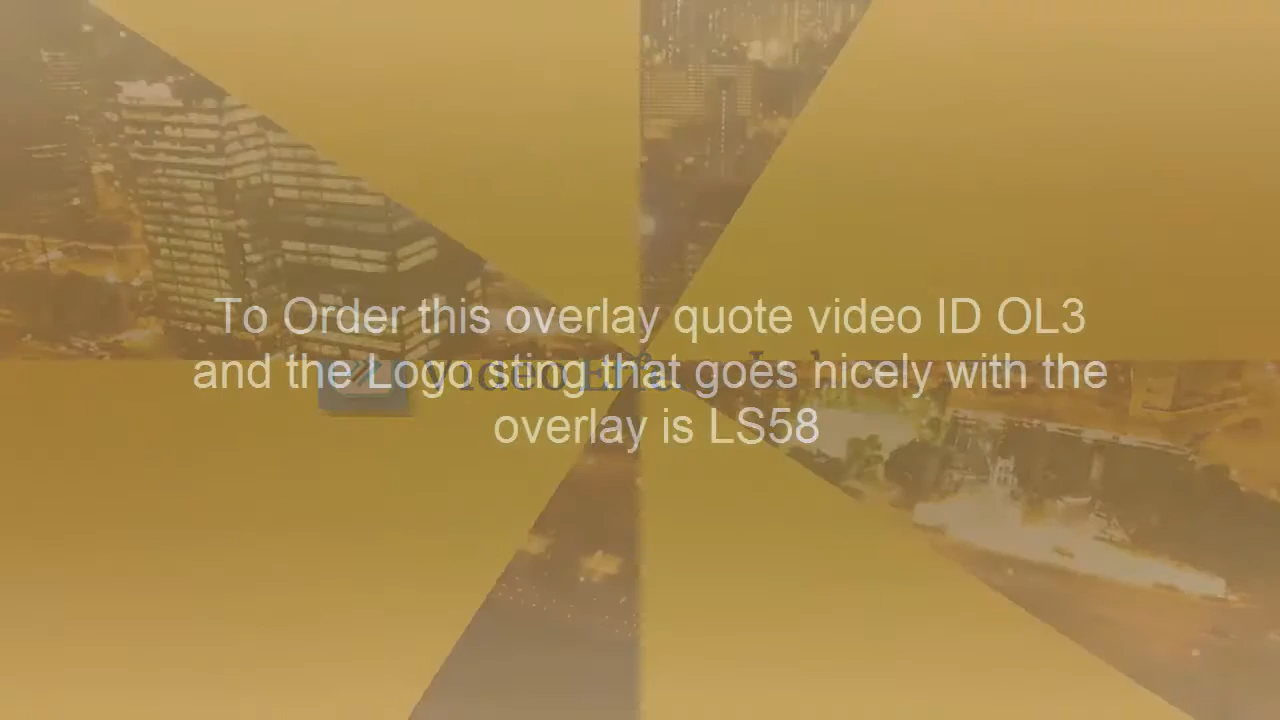 To Order this overlay quote video ID OL3
and the Logo sting that goes nicely with the
overlay is LS58
Video